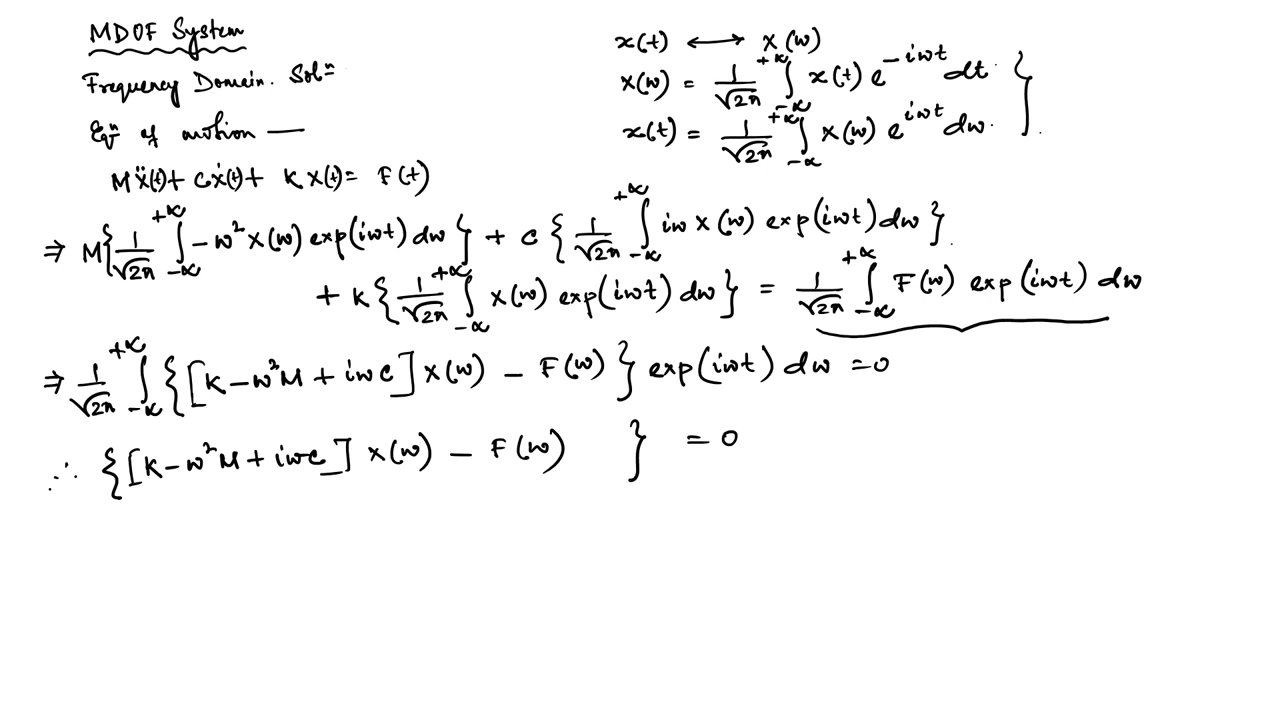 MDOF System
Frequency Domain. Solⁿ
Eqⁿ of motion —
MẌ(t) + CẊ(t) + K X(t) = F(t)
x(t) ⟷ X(ω)
X(ω) = 1/√2π ∫_{-∞}^{+∞} x(t) e^{-iωt} dt
x(t) = 1/√2π ∫_{-∞}^{+∞} X(ω) e^{iωt} dω.
⇒ M{1/√2π ∫_{-∞}^{+∞} -ω² X(ω) exp(iωt) dω} + C {1/√2π ∫_{-∞}^{+∞} iω X(ω) exp(iωt) dω}
+ K{1/√2π ∫_{-∞}^{+∞} X(ω) exp(iωt) dω} = 1/√2π ∫_{-∞}^{+∞} F(ω) exp(iωt) dω
⇒ 1/√2π ∫_{-∞}^{+∞} {[K - ω²M + iωC] X(ω) - F(ω)} exp(iωt) dω = 0
∴ {[K - ω²M + iωC] X(ω) - F(ω) } = 0